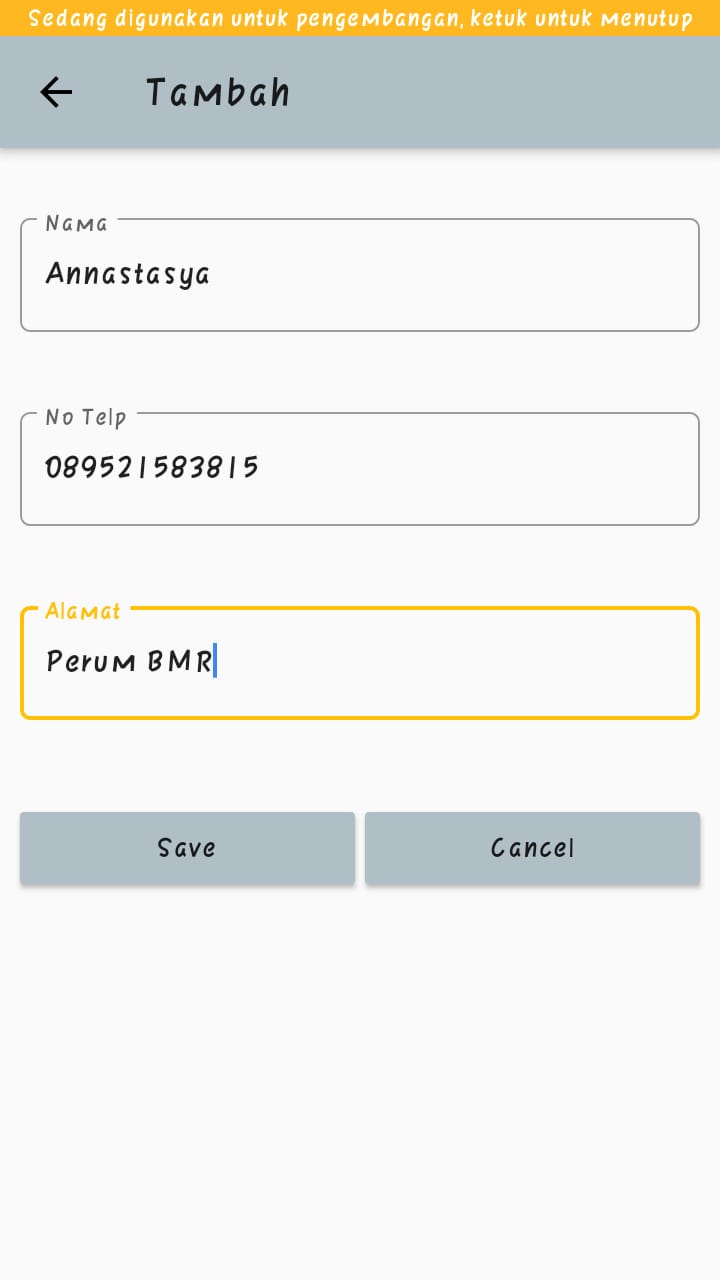 Sedang digunakan untuk pengembangan, ketuk untuk menutup
Tambah
Nama
Annastasya
No Telp
089521583815
Alamat
Perum BMR
Save
Cancel